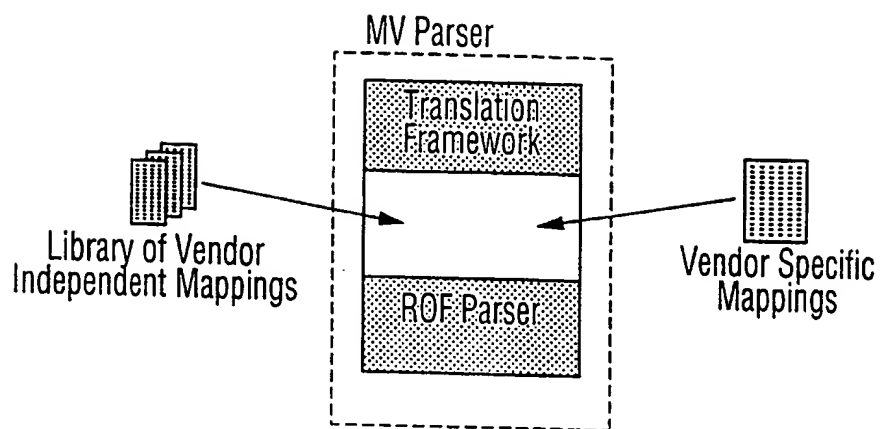 MV Parser
Translation
Framework
Library of Vendor
Independent Mappings
Vendor Specific
Mappings
ROF Parser